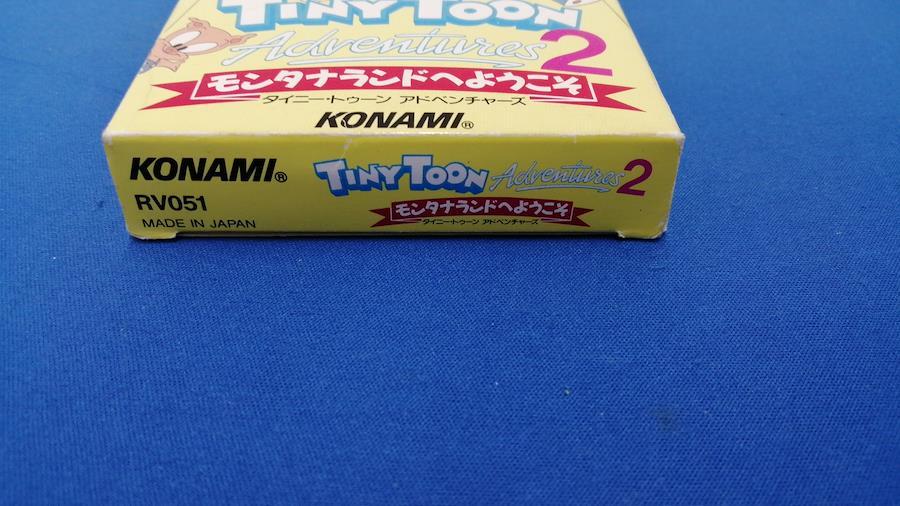 TINY TOON
Adventures 2
モンタナランドへようこそ
タイニー・トゥーン アドベンチャーズ
KONAMI®
KONAMI®
RV051
MADE IN JAPAN
TINY TOON Adventures 2
モンタナランドへようこそ
タイニー・トゥーン アドベンチャーズ